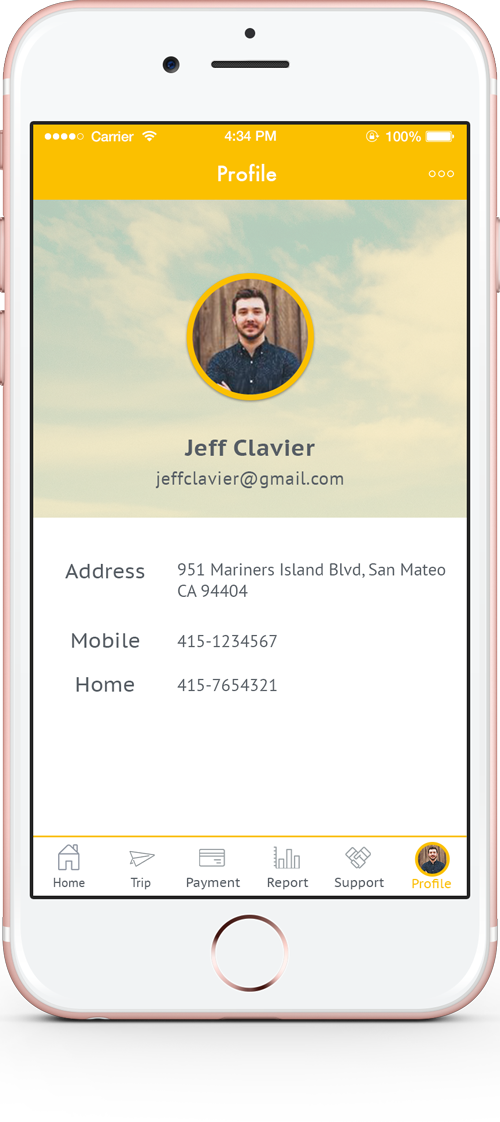 Carrier 4:34 PM 100%
Profile
Jeff Clavier
jeffclavier@gmail.com
Address 951 Mariners Island Blvd, San Mateo
CA 94404
Mobile 415-1234567
Home 415-7654321
Home Trip Payment Report Support Profile